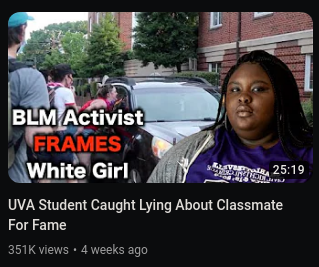 BLM Activist
FRAMES
White Girl
25:19
UVA Student Caught Lying About Classmate
For Fame
351K views • 4 weeks ago